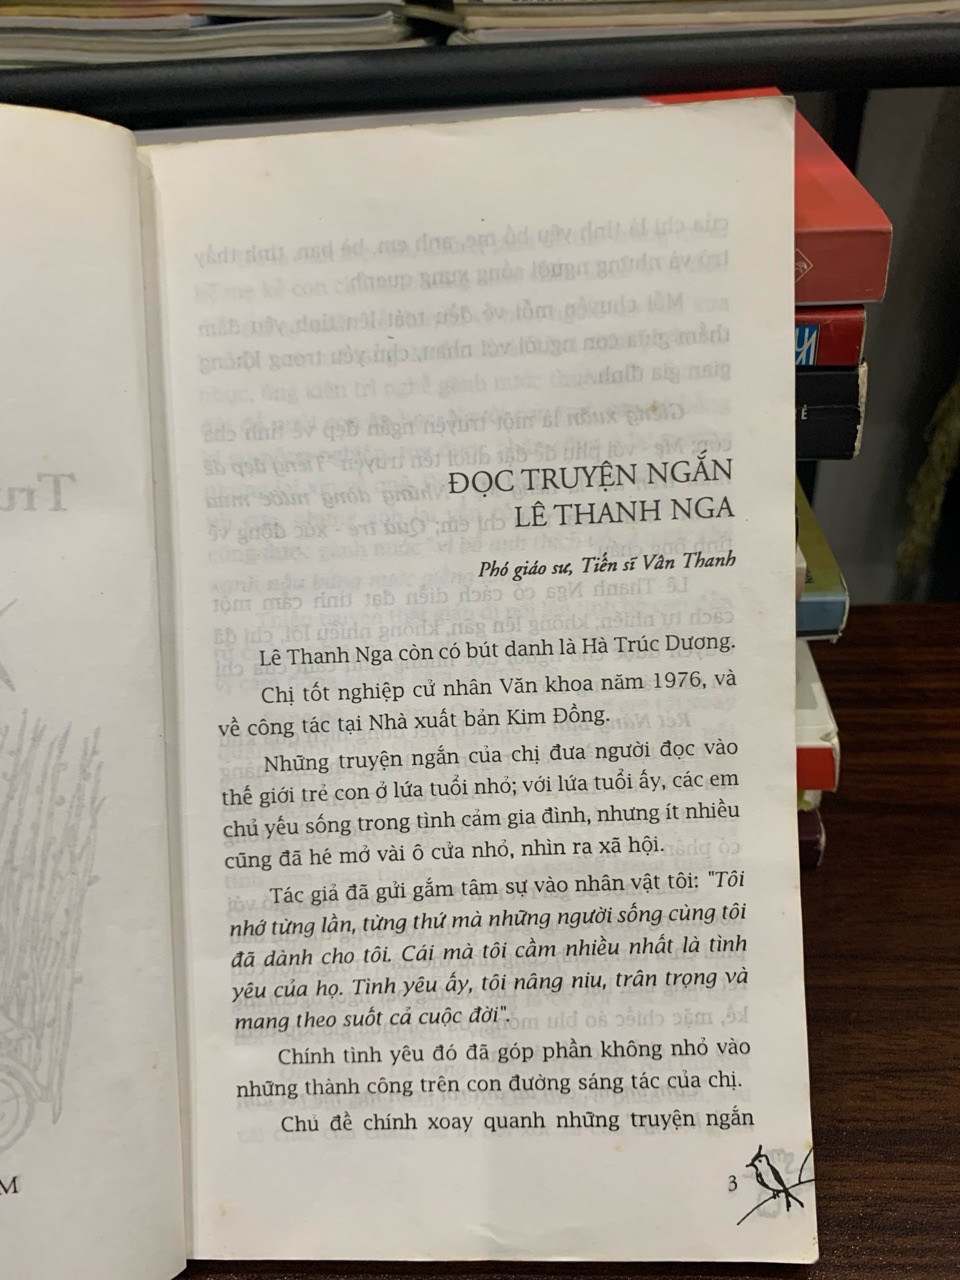 ĐỌC TRUYỆN NGẮN
LÊ THANH NGA
Phó giáo sư, Tiến sĩ Vân Thanh
Lê Thanh Nga còn có bút danh là Hà Trúc Dương.
Chị tốt nghiệp cử nhân Văn khoa năm 1976, và
về công tác tại Nhà xuất bản Kim Đồng.
Những truyện ngắn của chị đưa người đọc vào
thế giới trẻ con ở lứa tuổi nhỏ; với lứa tuổi ấy, các em
chủ yếu sống trong tình cảm gia đình, nhưng ít nhiều
cũng đã hé mở vài ô cửa nhỏ, nhìn ra xã hội.
Tác giả đã gửi gắm tâm sự vào nhân vật tôi: "Tôi
nhớ từng lần, từng thứ mà những người sống cùng tôi
đã dành cho tôi. Cái mà tôi cầm nhiều nhất là tình
yêu của họ. Tình yêu ấy, tôi nâng niu, trân trọng và
mang theo suốt cả cuộc đời".
Chính tình yêu đó đã góp phần không nhỏ vào
những thành công trên con đường sáng tác của chị.
Chủ đề chính xoay quanh những truyện ngắn
3